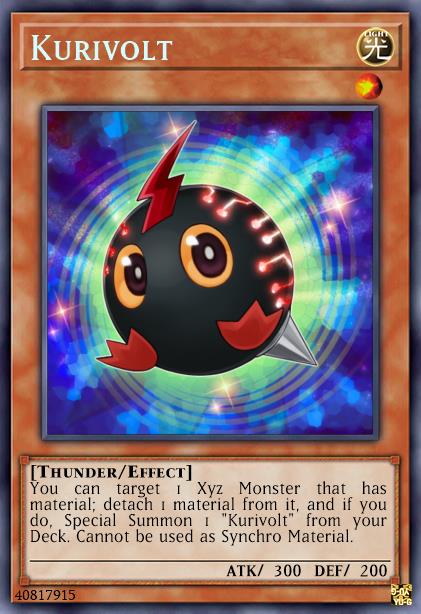 KURIVOLT
LIGHT
光
[THUNDER/EFFECT]
You can target 1 Xyz Monster that has
material; detach 1 material from it, and if you
do, Special Summon 1 "Kurivolt" from your
Deck. Cannot be used as Synchro Material.
ATK/ 300 DEF/ 200
40817915